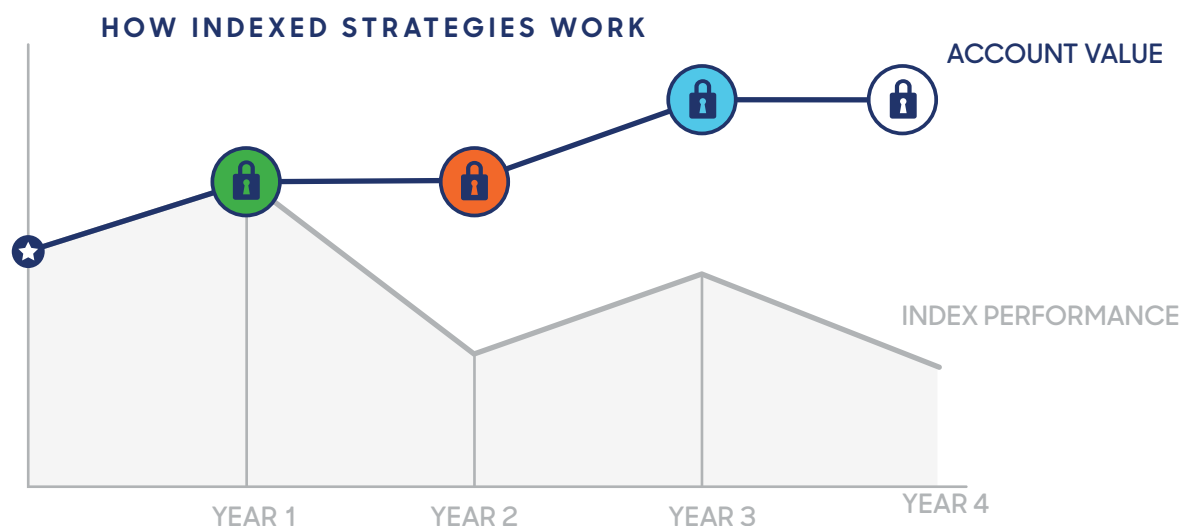 HOW INDEXED STRATEGIES WORK
ACCOUNT VALUE
INDEX PERFORMANCE
YEAR 1
YEAR 2
YEAR 3
YEAR 4